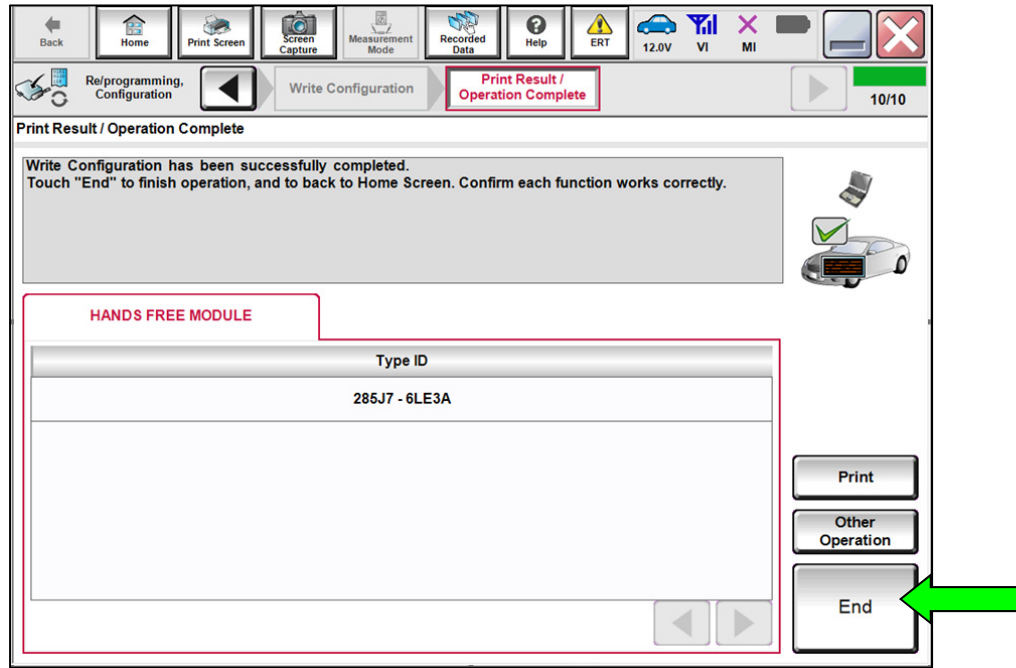 Back
Home
Print Screen
Screen
Capture
Measurement
Mode
Recorded
Data
Help
ERT
12.0V
VI
MI
Re/programming,
Configuration
Write Configuration
Print Result /
Operation Complete
10/10
Print Result / Operation Complete
Write Configuration has been successfully completed.
Touch "End" to finish operation, and to back to Home Screen. Confirm each function works correctly.
HANDS FREE MODULE
Type ID
285J7 - 6LE3A
Print
Other
Operation
End